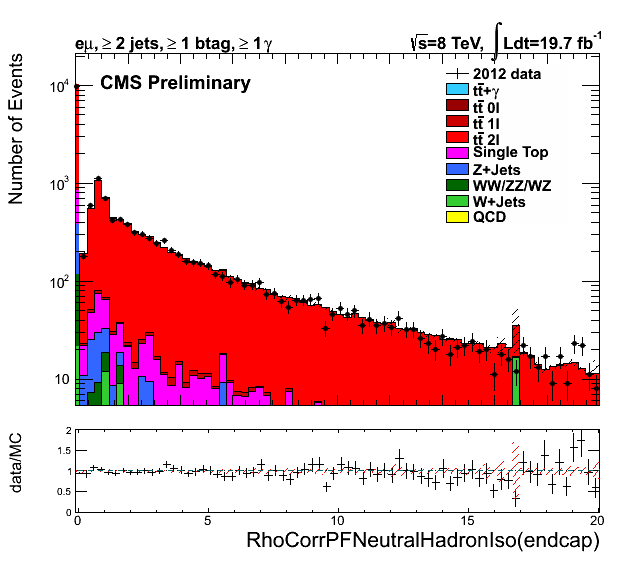 eμ, ≥ 2 jets, ≥ 1 btag, ≥ 1γ
√s=8 TeV, ∫Ldt=19.7 fb⁻¹
CMS Preliminary
Number of Events
10⁴
10³
10²
10
2012 data
tt̄+γ
tt̄ 0l
tt̄ 1l
tt̄ 2l
Single Top
Z+Jets
WW/ZZ/WZ
W+Jets
QCD
data/MC
2
1.5
1
0.5
0
0 5 10 15 20
RhoCorrPFNeutralHadronIso(endcap)